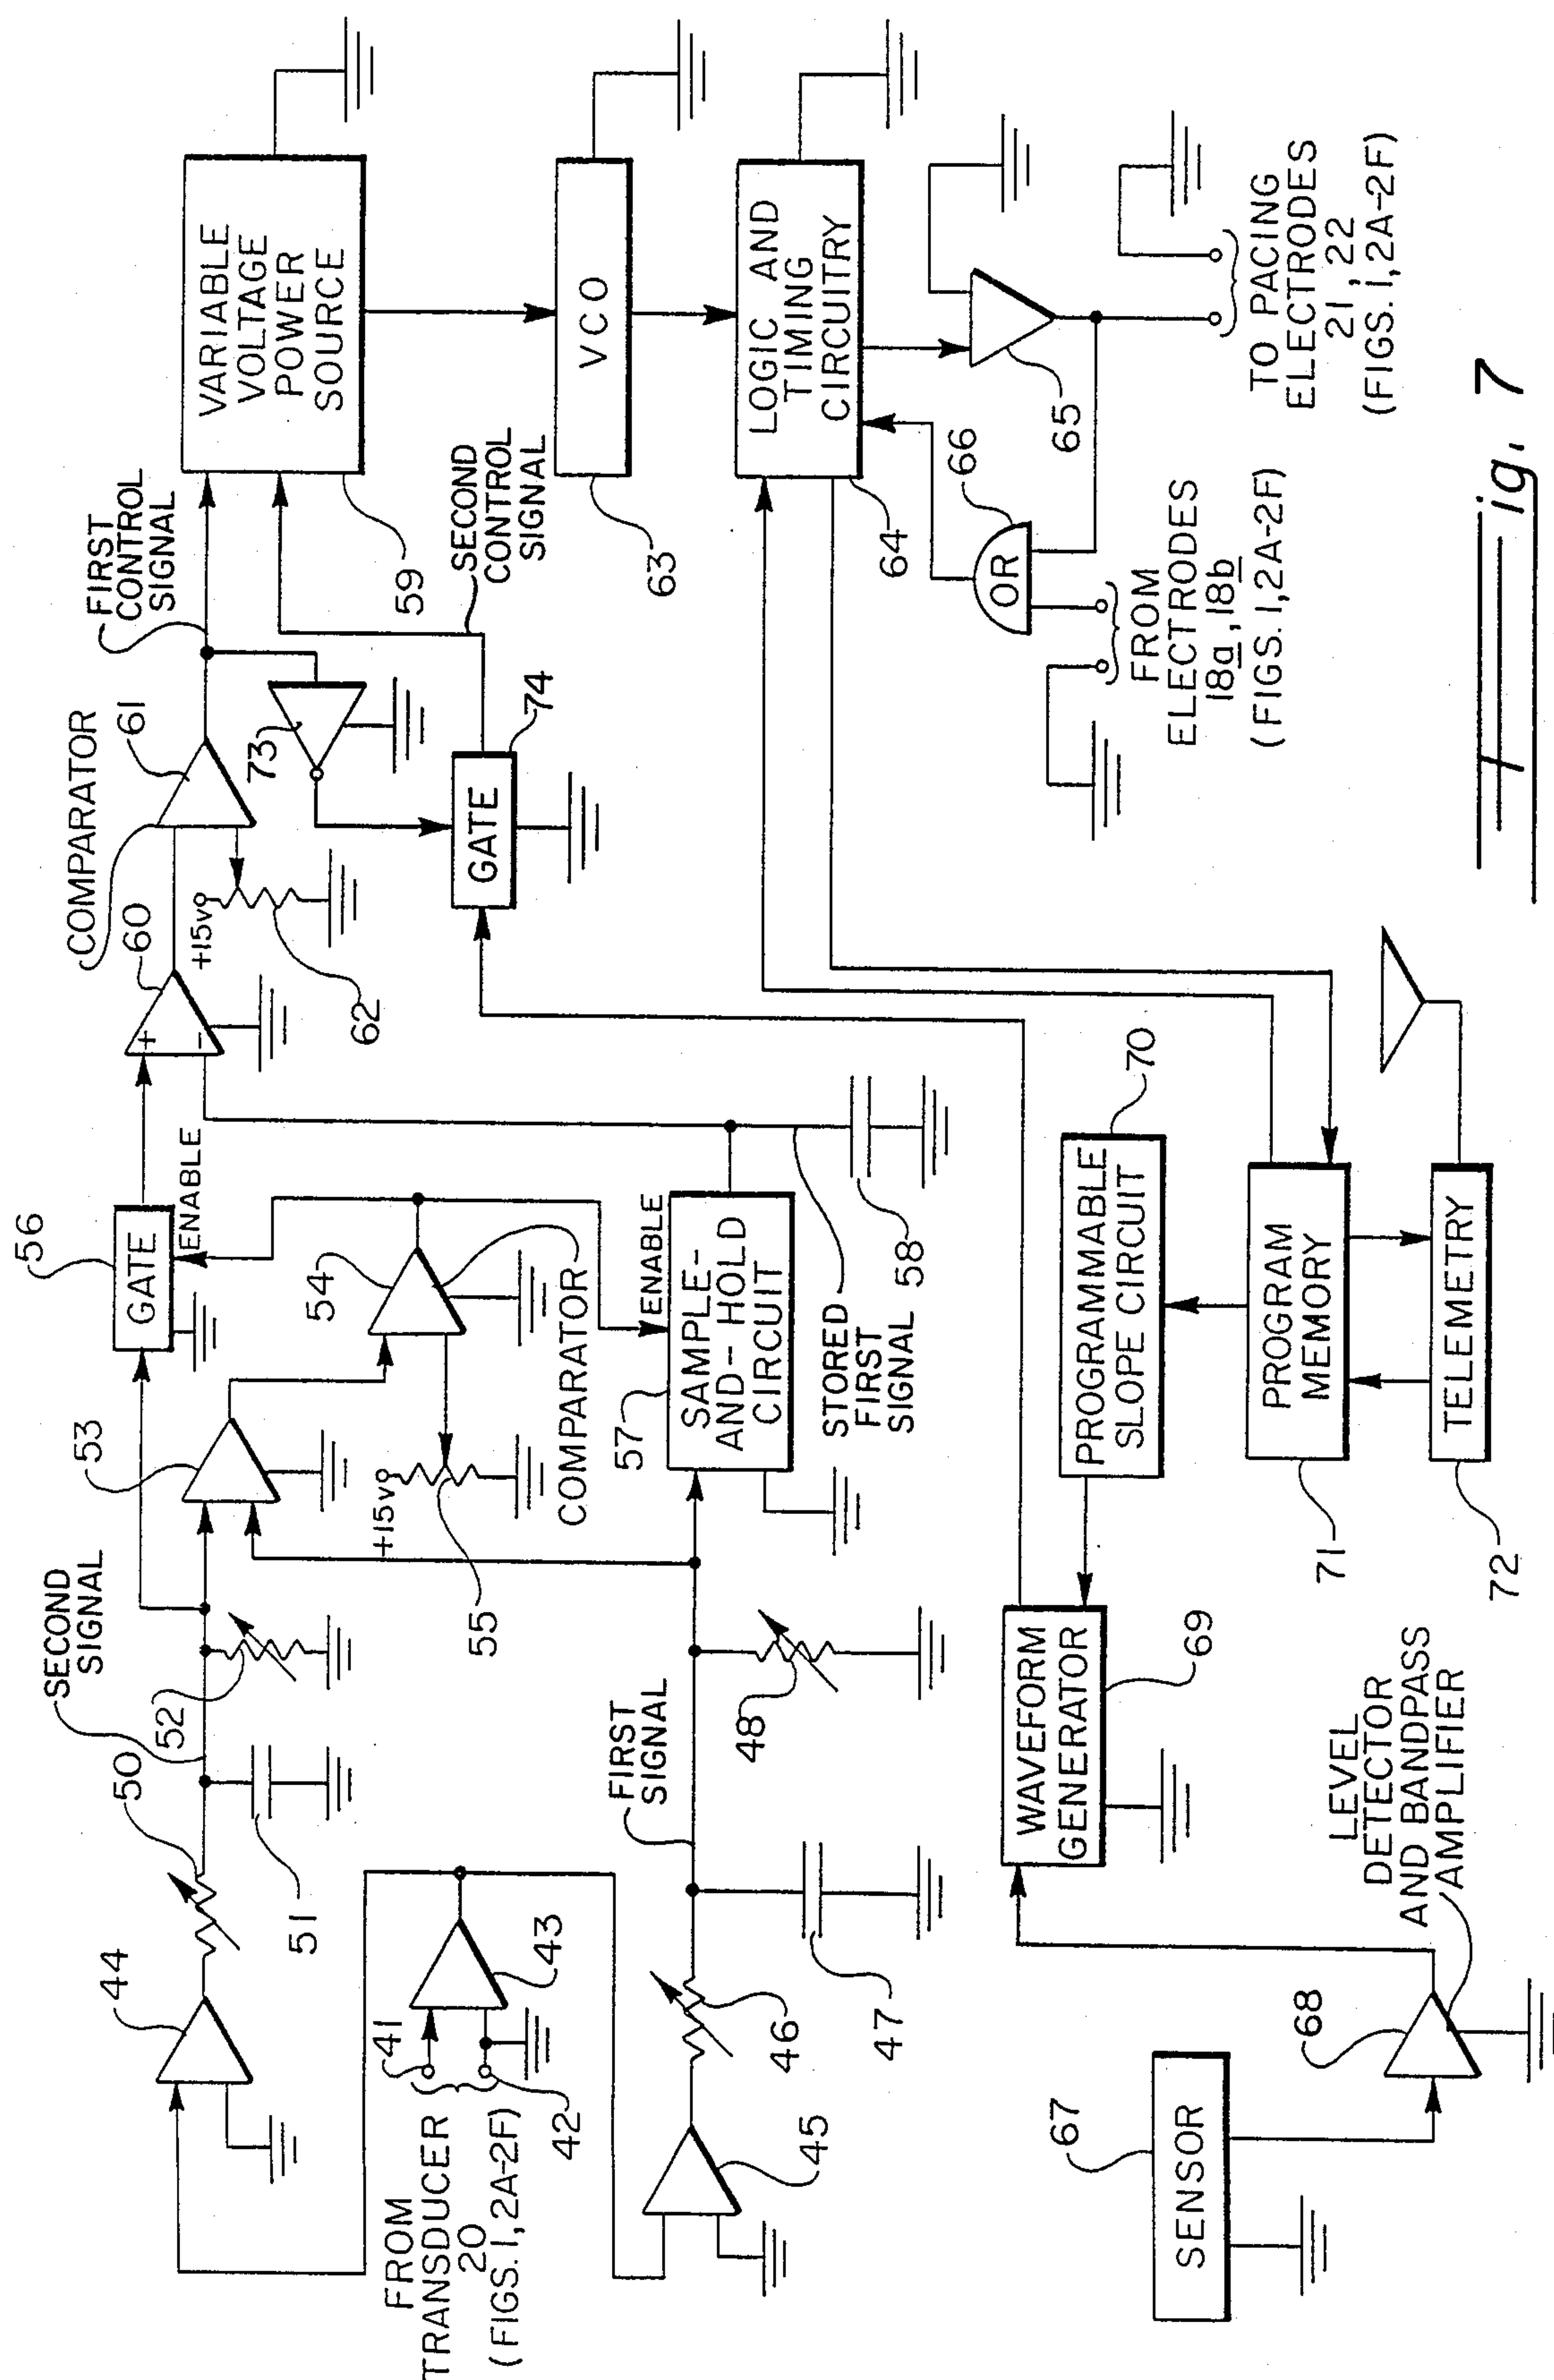 44
50
51
SECOND
SIGNAL
52
53
56
GATE
ENABLE
54
+15v
55
COMPARATOR
60
+
-
COMPARATOR
61
+15v
62
FIRST
CONTROL
SIGNAL
73
VARIABLE
VOLTAGE
POWER
SOURCE
59
FROM
TRANSDUCER
20
(FIGS. 1, 2A-2F)
41
42
43
45
46
47
FIRST
SIGNAL
48
57
ENABLE
SAMPLE-
AND-HOLD
CIRCUIT
STORED
FIRST
SIGNAL
58
GATE
74
SECOND
CONTROL
SIGNAL
VCO
63
LOGIC AND
TIMING
CIRCUITRY
64
65
66
OR
FROM
ELECTRODES
18a, 18b
(FIGS. 1, 2A-2F)
TO PACING
ELECTRODES
21, 22
(FIGS. 1, 2A-2F)
SENSOR
67
68
LEVEL
DETECTOR
AND BANDPASS
AMPLIFIER
WAVEFORM
GENERATOR
69
PROGRAMMABLE
SLOPE CIRCUIT
70
PROGRAM
MEMORY
71
TELEMETRY
72
Fig. 7